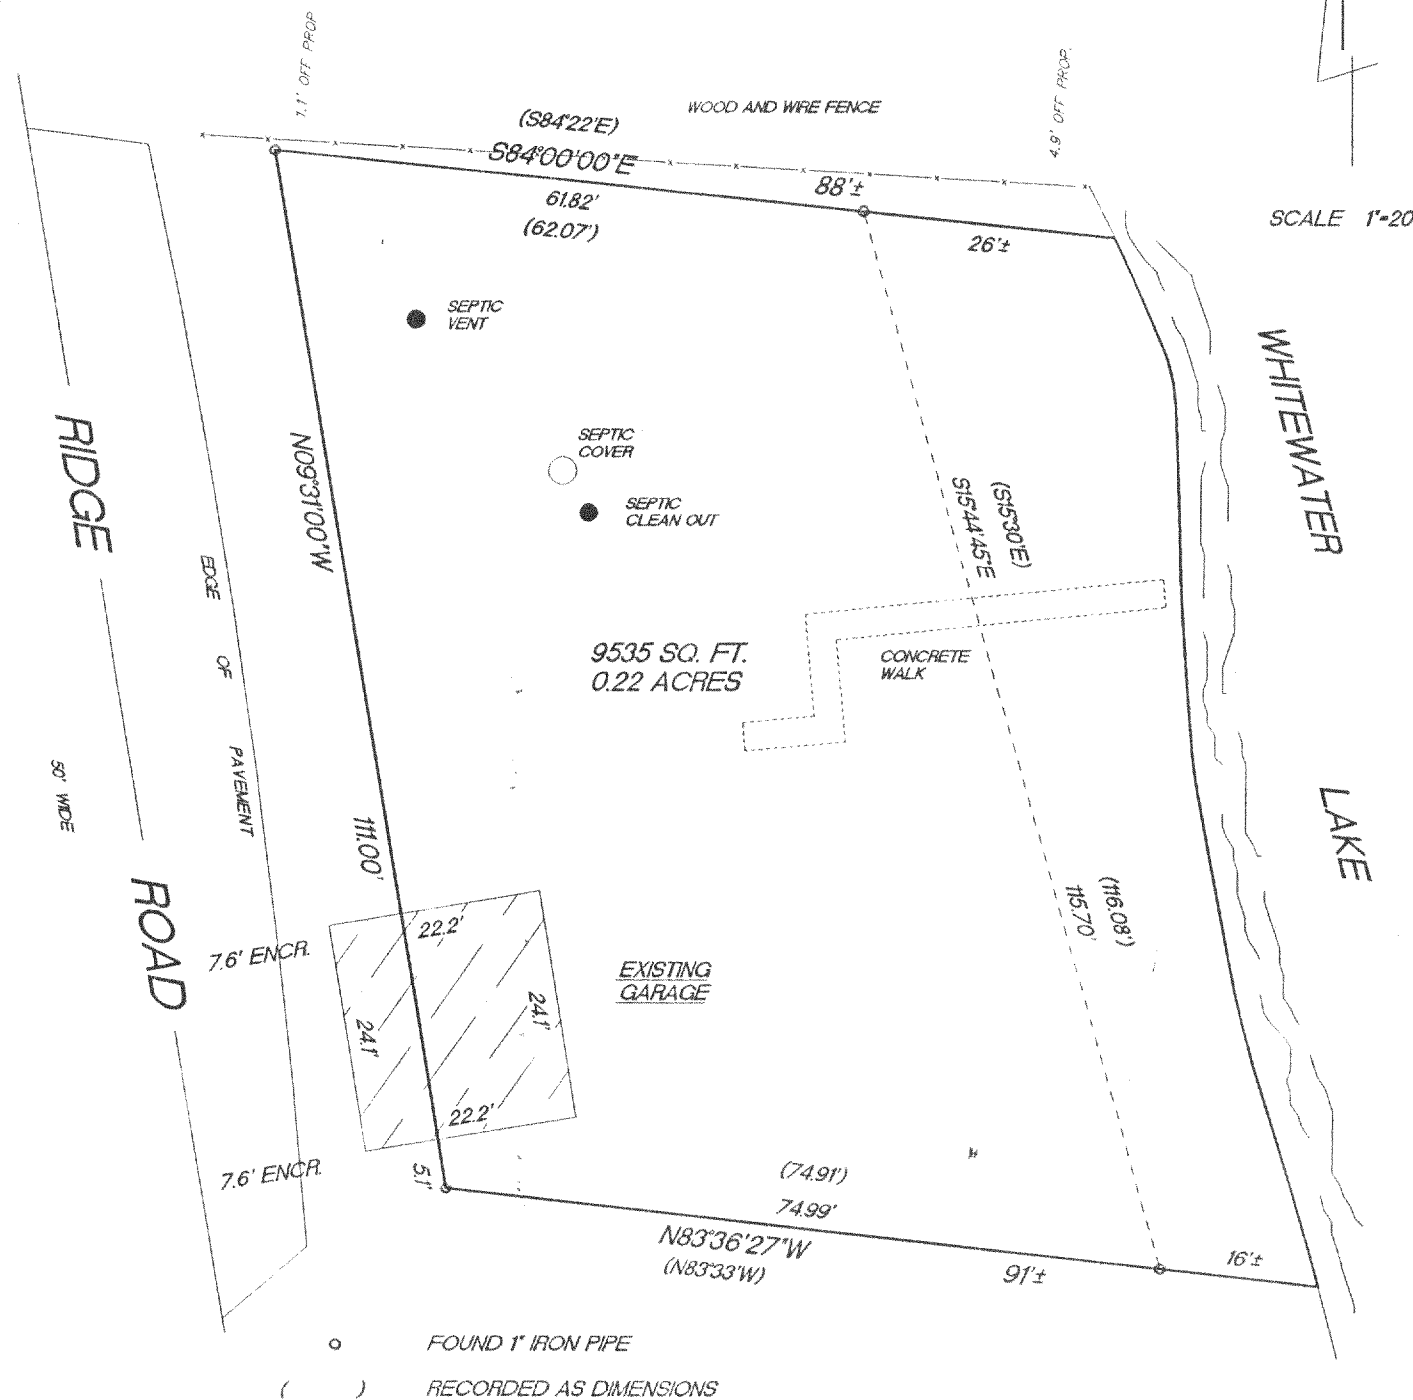 1.1' OFF PROP
(S84°22'E)
S84°00'00"E
WOOD AND WIRE FENCE
4.9' OFF PROP.
88'±
61.82'
(62.07')
26'±
SCALE 1"=20
SEPTIC
VENT
SEPTIC
COVER
SEPTIC
CLEAN OUT
N09°31'00"W
111.00'
RIDGE
ROAD
50' WIDE
EDGE OF PAVEMENT
(S15°30'E)
S15°44'45"E
WHITEWATER
LAKE
9535 SQ. FT.
0.22 ACRES
CONCRETE
WALK
(116.08')
115.70'
22.2'
7.6' ENCR.
24.1'
24.1'
EXISTING
GARAGE
22.2'
7.6' ENCR.
5.1'
(74.91')
74.99'
N83°36'27"W
(N83°33'W)
91'±
16'±
FOUND 1" IRON PIPE
( ) RECORDED AS DIMENSIONS